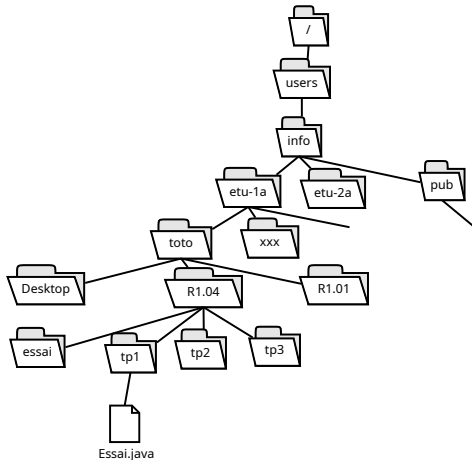 /
users
info
etu-1a
etu-2a
pub
toto
xxx
Desktop
R1.04
R1.01
essai
tp1
tp2
tp3
Essai.java